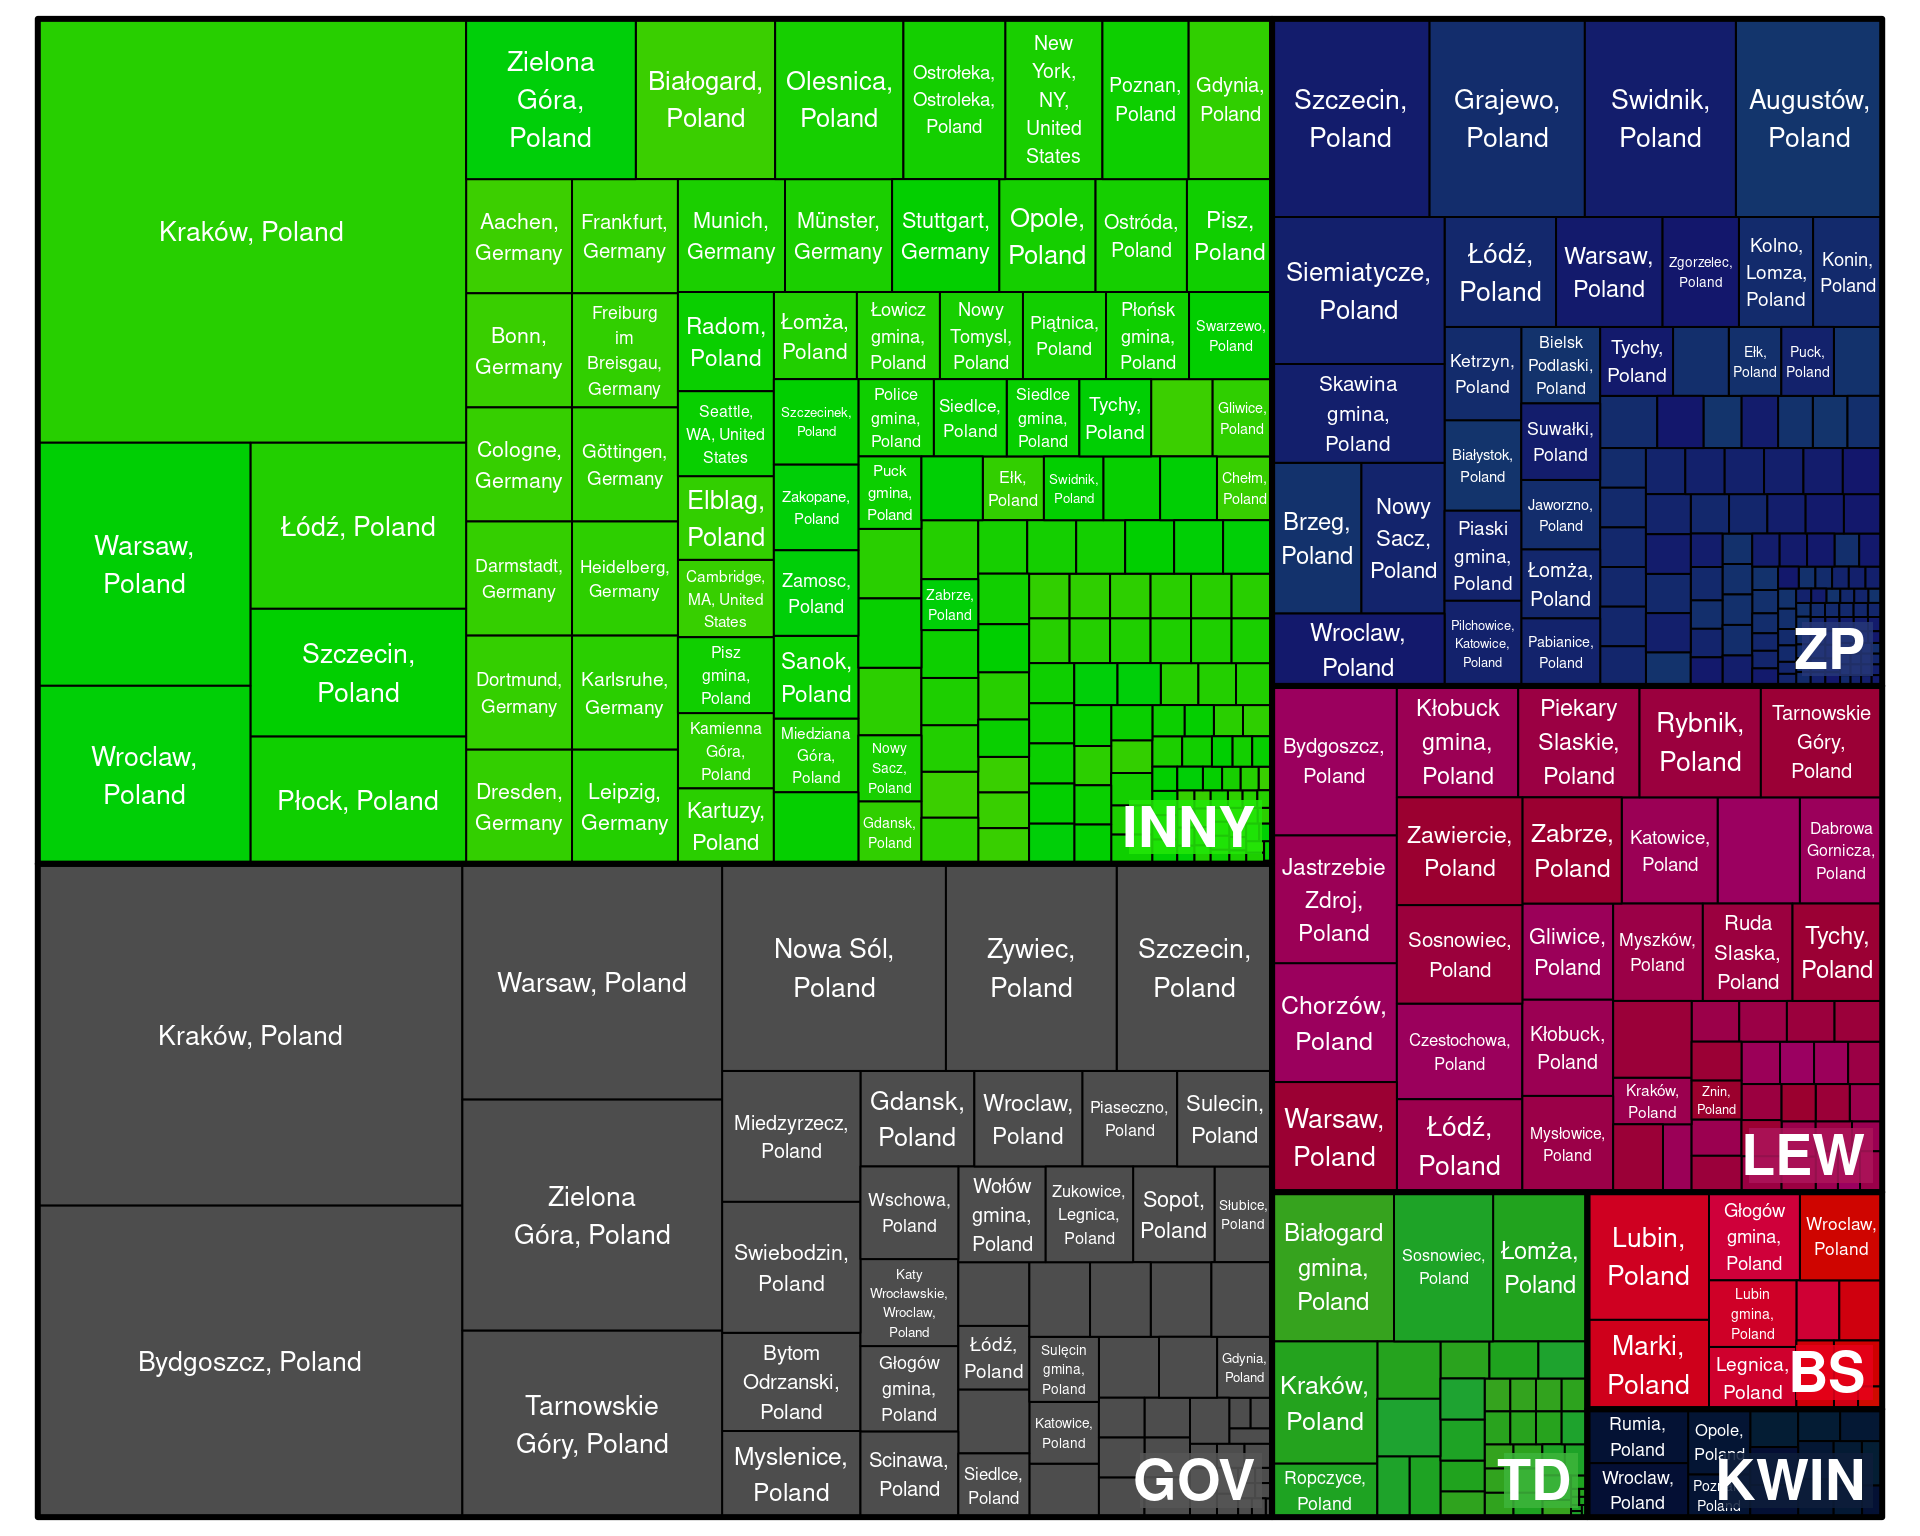 Kraków, Poland
Warsaw,
Poland
Wroclaw,
Poland
Łódź, Poland
Szczecin,
Poland
Płock, Poland
Zielona
Góra,
Poland
Białogard,
Poland
Olesnica,
Poland
Ostrołeka,
Ostroleka,
Poland
New
York,
NY,
United
States
Poznan,
Poland
Gdynia,
Poland
Aachen,
Germany
Frankfurt,
Germany
Munich,
Germany
Münster,
Germany
Stuttgart,
Germany
Opole,
Poland
Ostróda,
Poland
Pisz,
Poland
Bonn,
Germany
Freiburg
im
Breisgau,
Germany
Cologne,
Germany
Göttingen,
Germany
Darmstadt,
Germany
Heidelberg,
Germany
Dortmund,
Germany
Karlsruhe,
Germany
Dresden,
Germany
Leipzig,
Germany
Radom,
Poland
Seattle,
WA, United
States
Elblag,
Poland
Cambridge,
MA, United
States
Pisz
gmina,
Poland
Kamienna
Góra,
Poland
Kartuzy,
Poland
Łomża,
Poland
Łowicz
gmina,
Poland
Nowy
Tomysl,
Poland
Piątnica,
Poland
Płońsk
gmina,
Poland
Swarzewo,
Poland
Szczecinek,
Poland
Zakopane,
Poland
Zamosc,
Poland
Sanok,
Poland
Miedziana
Góra,
Poland
Police
gmina,
Poland
Siedlce,
Poland
Siedlce
gmina,
Poland
Tychy,
Poland
Gliwice,
Poland
Puck
gmina,
Poland
Ełk,
Poland
Swidnik,
Poland
Chełm,
Poland
Zabrze,
Poland
Nowy
Sacz,
Poland
Gdansk,
Poland
INNY
Szczecin,
Poland
Grajewo,
Poland
Swidnik,
Poland
Augustów,
Poland
Siemiatycze,
Poland
Skawina
gmina,
Poland
Brzeg,
Poland
Nowy
Sacz,
Poland
Wroclaw,
Poland
Łódź,
Poland
Warsaw,
Poland
Zgorzelec,
Poland
Kolno,
Lomza,
Poland
Konin,
Poland
Ketrzyn,
Poland
Białystok,
Poland
Piaski
gmina,
Poland
Pilchowice,
Katowice,
Poland
Bielsk
Podlaski,
Poland
Suwałki,
Poland
Jaworzno,
Poland
Łomża,
Poland
Pabianice,
Poland
Tychy,
Poland
Ełk,
Poland
Puck,
Poland
ZP
Bydgoszcz,
Poland
Jastrzebie
Zdroj,
Poland
Chorzów,
Poland
Warsaw,
Poland
Kłobuck
gmina,
Poland
Piekary
Slaskie,
Poland
Rybnik,
Poland
Tarnowskie
Góry,
Poland
Zawiercie,
Poland
Sosnowiec,
Poland
Czestochowa,
Poland
Łódź,
Poland
Zabrze,
Poland
Katowice,
Poland
Dabrowa
Gornicza,
Poland
Gliwice,
Poland
Myszków,
Poland
Ruda
Slaska,
Poland
Tychy,
Poland
Kłobuck,
Poland
Mysłowice,
Poland
Kraków,
Poland
Znin,
Poland
LEW
Kraków, Poland
Bydgoszcz, Poland
Warsaw, Poland
Zielona
Góra, Poland
Tarnowskie
Góry, Poland
Nowa Sól,
Poland
Zywiec,
Poland
Szczecin,
Poland
Miedzyrzecz,
Poland
Swiebodzin,
Poland
Bytom
Odrzanski,
Poland
Myslenice,
Poland
Gdansk,
Poland
Wroclaw,
Poland
Piaseczno,
Poland
Sulecin,
Poland
Wschowa,
Poland
Katy
Wrocławskie,
Wroclaw,
Poland
Głogów
gmina,
Poland
Scinawa,
Poland
Wołów
gmina,
Poland
Zukowice,
Legnica,
Poland
Sopot,
Poland
Słubice,
Poland
Łódź,
Poland
Siedlce,
Poland
Sulęcin
gmina,
Poland
Katowice,
Poland
Gdynia,
Poland
GOV
Białogard
gmina,
Poland
Sosnowiec,
Poland
Łomża,
Poland
Kraków,
Poland
Ropczyce,
Poland
TD
Lubin,
Poland
Marki,
Poland
Głogów
gmina,
Poland
Wroclaw,
Poland
Lubin
gmina,
Poland
Legnica,
Poland
BS
Rumia,
Poland
Wroclaw,
Poland
Opole,
Poland
Poland
KWIN